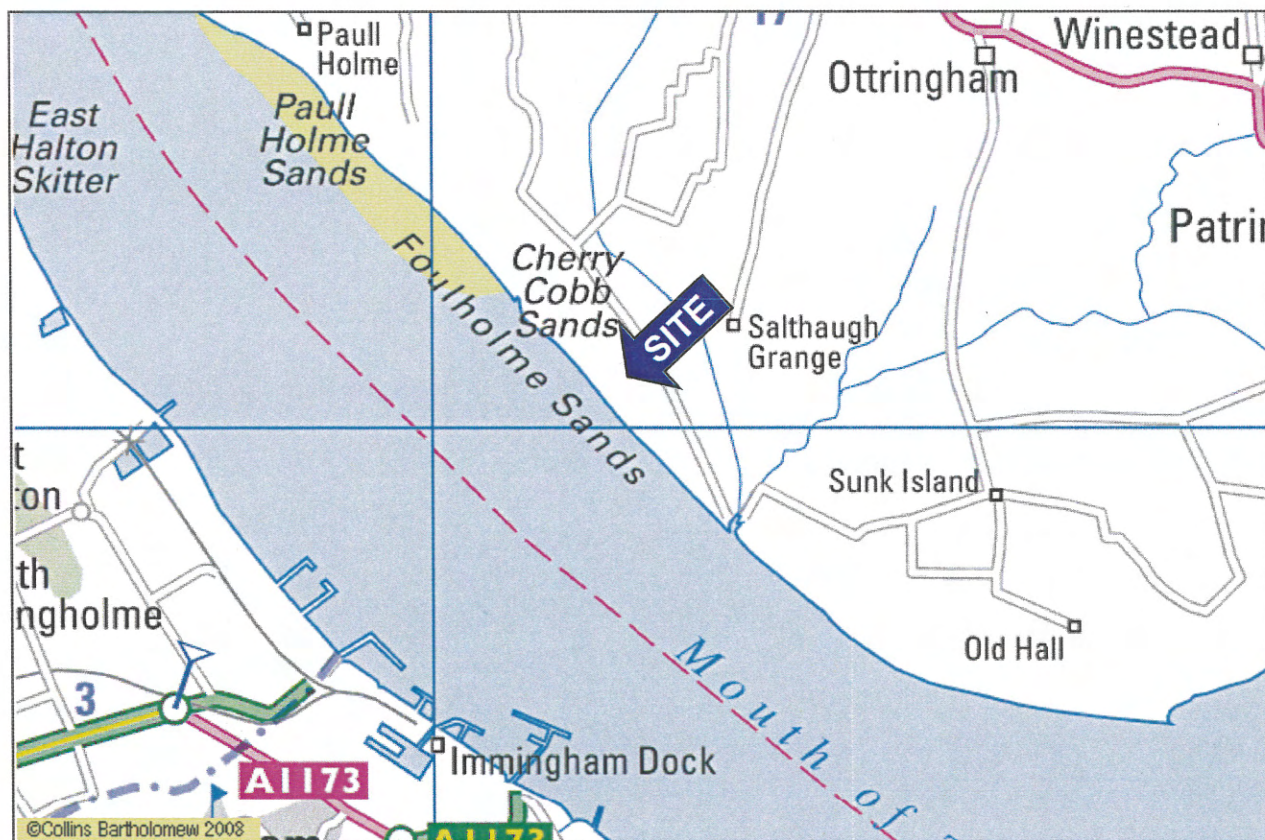 Paull
Holme
Winestead
Ottringham
East
Halton
Skitter
Paull
Holme
Sands
Patrin
Foulholme Sands
Cherry
Cobb
Sands
SITE
Salthaugh
Grange
Sunk Island
Old Hall
Mouth of
3
Immingham Dock
A1173
A1173
©Collins Bartholomew 2008
t
ton
th
ngholme